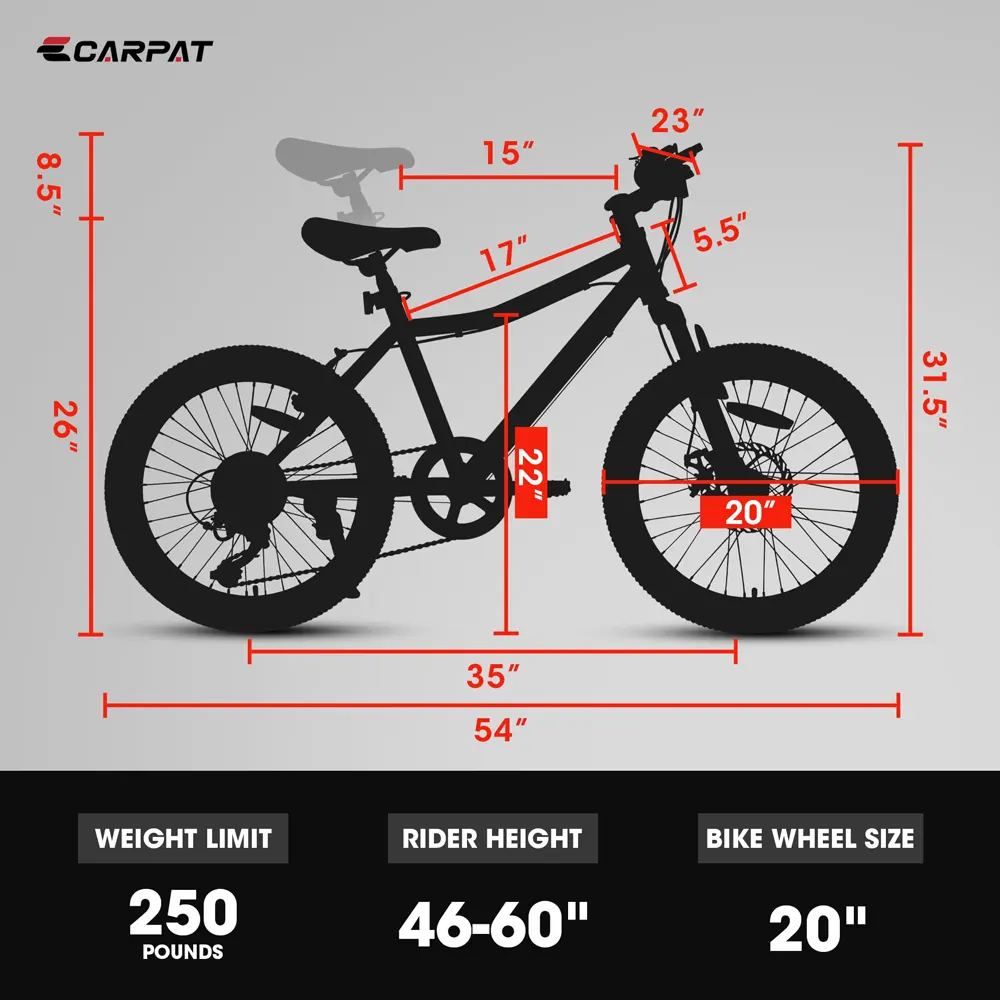 ECARPAT
23”
15”
8.5”
5.5”
17”
31.5”
26”
22”
20”
35”
54”
WEIGHT LIMIT
RIDER HEIGHT
BIKE WHEEL SIZE
250
POUNDS
46-60"
20"